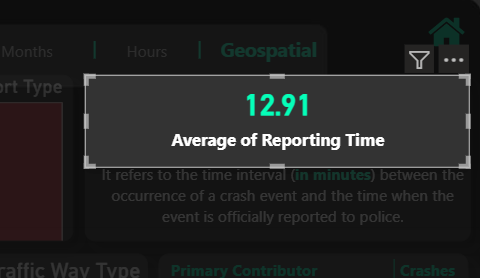 Months | Hours | Geospatial
ort Type
12.91
Average of Reporting Time
It refers to the time interval (in minutes) between the
occurrence of a crash event and the time when the
event is officially reported to police.
raffic Way Type
Primary Contributor | Crashes